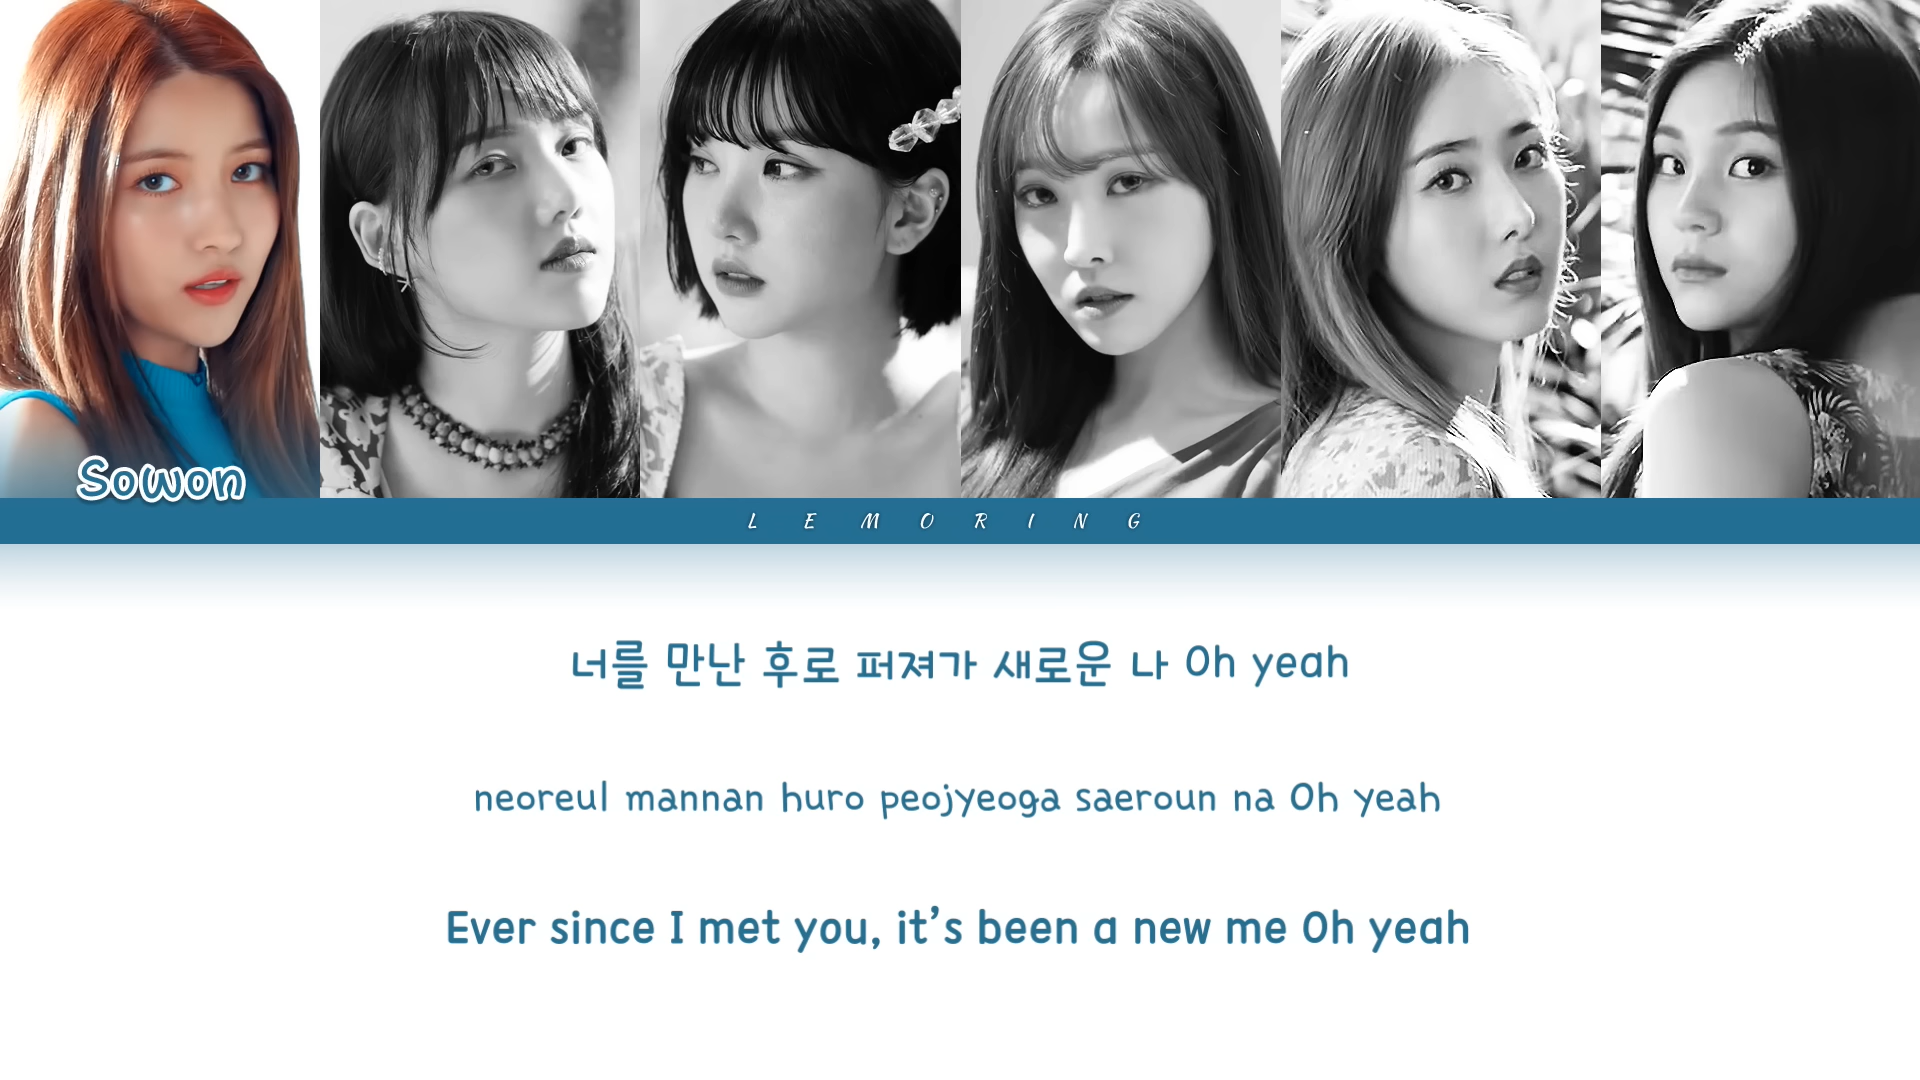 Sowon
LEMORING
너를 만난 후로 퍼져가 새로운 나 Oh yeah
neoreul mannan huro peojyeoga saeroun na Oh yeah
Ever since I met you, it's been a new me Oh yeah